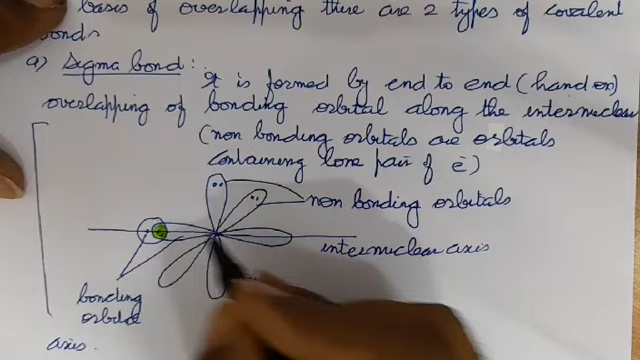 basis of overlapping there are 2 types of covalent
bonds
a) Sigma bond : It is formed by end to end (hand on)
overlapping of bonding orbital along the internuclear
(non bonding orbitals are orbitals
containing lone pair of e)
non bonding orbitals
internuclear axis
bonding
orbital
axis.